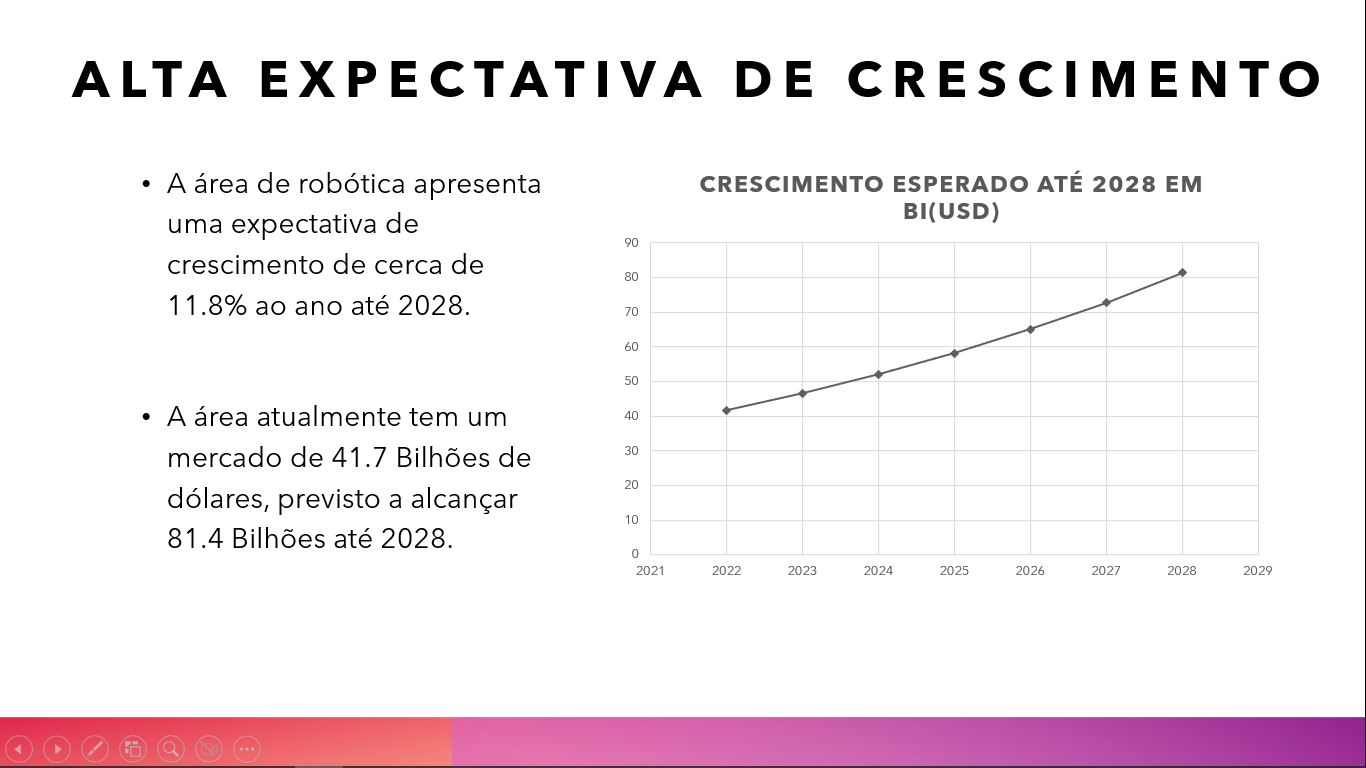 ALTA EXPECTATIVA DE CRESCIMENTO
• A área de robótica apresenta
uma expectativa de
crescimento de cerca de
11.8% ao ano até 2028.
• A área atualmente tem um
mercado de 41.7 Bilhões de
dólares, previsto a alcançar
81.4 Bilhões até 2028.
CRESCIMENTO ESPERADO ATÉ 2028 EM
BI(USD)
90
80
70
60
50
40
30
20
10
0
2021 2022 2023 2024 2025 2026 2027 2028 2029